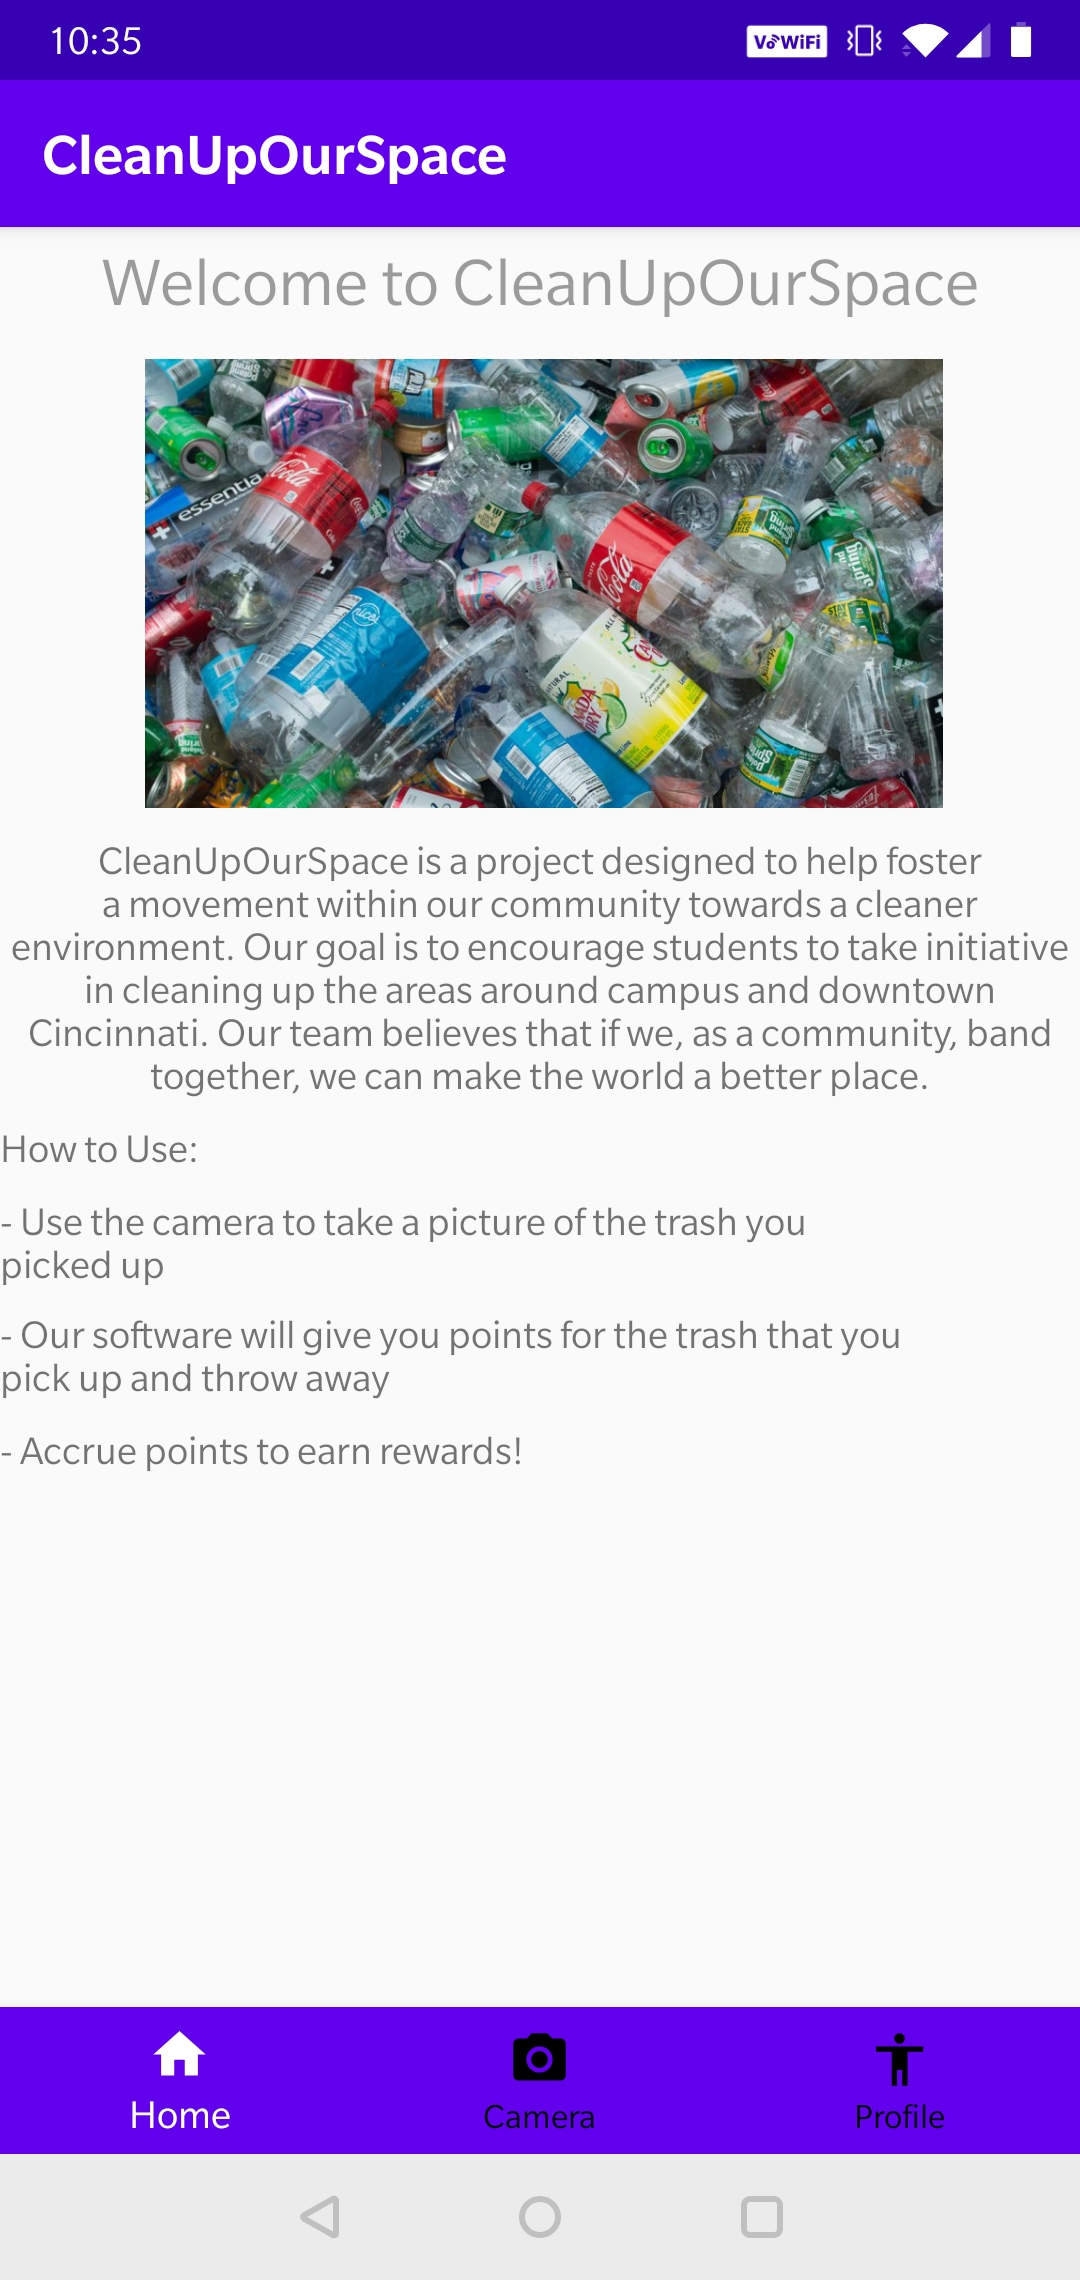 10:35
VoWiFi
CleanUpOurSpace
Welcome to CleanUpOurSpace
essentia
Coca-Cola
nice!
CleanUpOurSpace is a project designed to help foster
a movement within our community towards a cleaner
environment. Our goal is to encourage students to take initiative
in cleaning up the areas around campus and downtown
Cincinnati. Our team believes that if we, as a community, band
together, we can make the world a better place.
How to Use:
- Use the camera to take a picture of the trash you
picked up
- Our software will give you points for the trash that you
pick up and throw away
- Accrue points to earn rewards!
Home
Camera
Profile